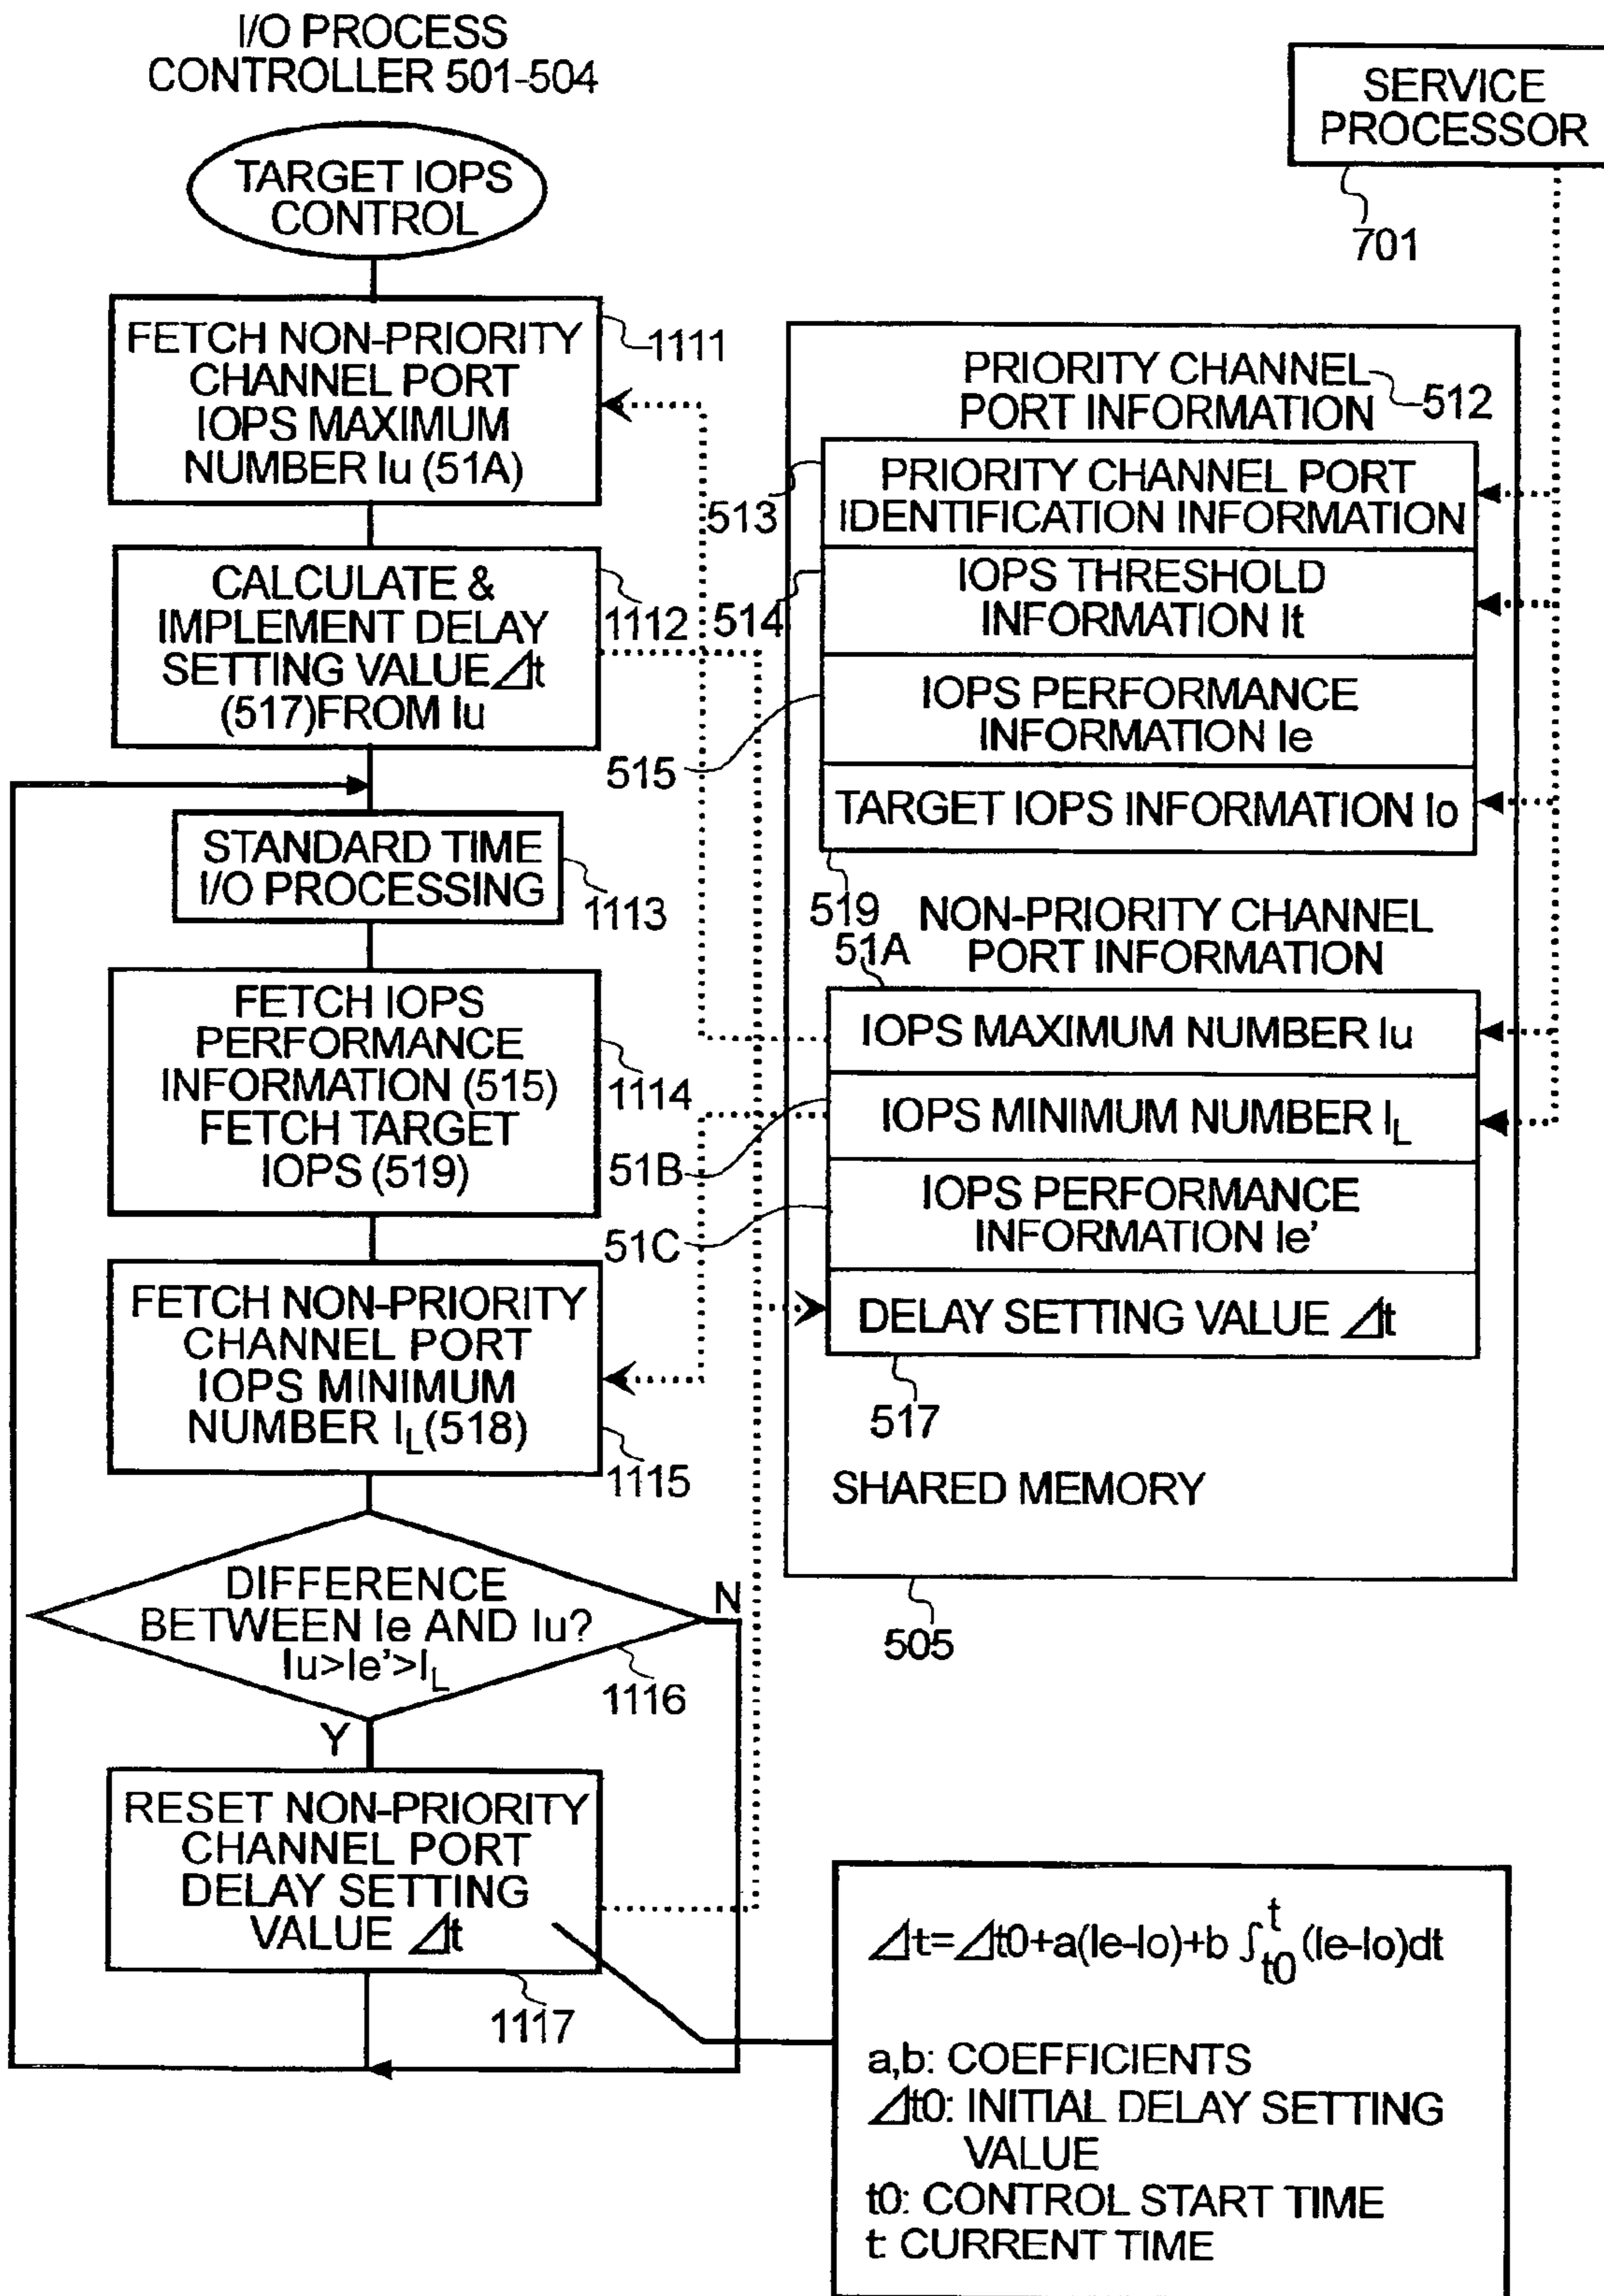 I/O PROCESS
CONTROLLER 501-504
TARGET IOPS
CONTROL
FETCH NON-PRIORITY
CHANNEL PORT
IOPS MAXIMUM
NUMBER Iu (51A)
1111
CALCULATE &
IMPLEMENT DELAY
SETTING VALUE ⊿t
(517)FROM Iu
1112
STANDARD TIME
I/O PROCESSING
1113
FETCH IOPS
PERFORMANCE
INFORMATION (515)
FETCH TARGET
IOPS (519)
1114
FETCH NON-PRIORITY
CHANNEL PORT
IOPS MINIMUM
NUMBER IL(518)
1115
DIFFERENCE
BETWEEN Ie AND Iu?
Iu>Ie'>IL
N
1116
Y
RESET NON-PRIORITY
CHANNEL PORT
DELAY SETTING
VALUE ⊿t
1117
SERVICE
PROCESSOR
701
PRIORITY CHANNEL
PORT INFORMATION
512
PRIORITY CHANNEL PORT
IDENTIFICATION INFORMATION
513
IOPS THRESHOLD
INFORMATION It
514
IOPS PERFORMANCE
INFORMATION Ie
515
TARGET IOPS INFORMATION Io
519
NON-PRIORITY CHANNEL
PORT INFORMATION
51A
IOPS MAXIMUM NUMBER Iu
IOPS MINIMUM NUMBER IL
51B
IOPS PERFORMANCE
INFORMATION Ie'
51C
DELAY SETTING VALUE ⊿t
517
SHARED MEMORY
505
⊿t=⊿t0+a(Ie-Io)+b ∫t0t (Ie-Io)dt
a,b: COEFFICIENTS
⊿t0: INITIAL DELAY SETTING
VALUE
t0: CONTROL START TIME
t: CURRENT TIME